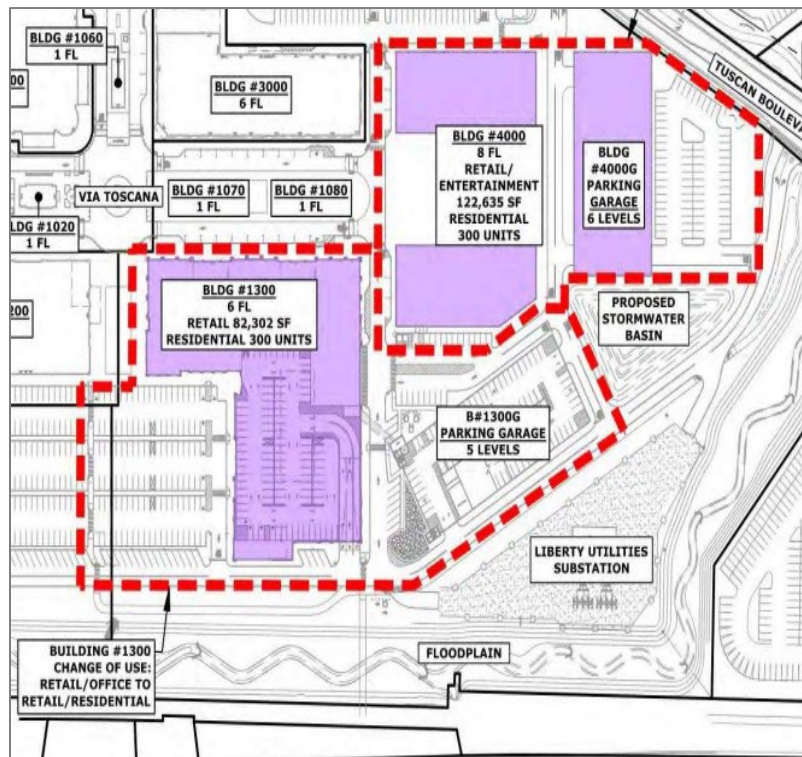 BLDG #1060
1 FL
00
BLDG #3000
6 FL
TUSCAN BOULEVA
BLDG #4000
8 FL
RETAIL/
ENTERTAINMENT
122,635 SF
RESIDENTIAL
300 UNITS
BLDG
#4000G
PARKING
GARAGE
6 LEVELS
VIA TOSCANA
BLDG #1070
1 FL
BLDG #1080
1 FL
LDG #1020
1 FL
BLDG #1300
6 FL
RETAIL 82,302 SF
RESIDENTIAL 300 UNITS
200
PROPOSED
STORMWATER
BASIN
B#1300G
PARKING GARAGE
5 LEVELS
LIBERTY UTILITIES
SUBSTATION
BUILDING #1300
CHANGE OF USE:
RETAIL/OFFICE TO
RETAIL/RESIDENTIAL
FLOODPLAIN